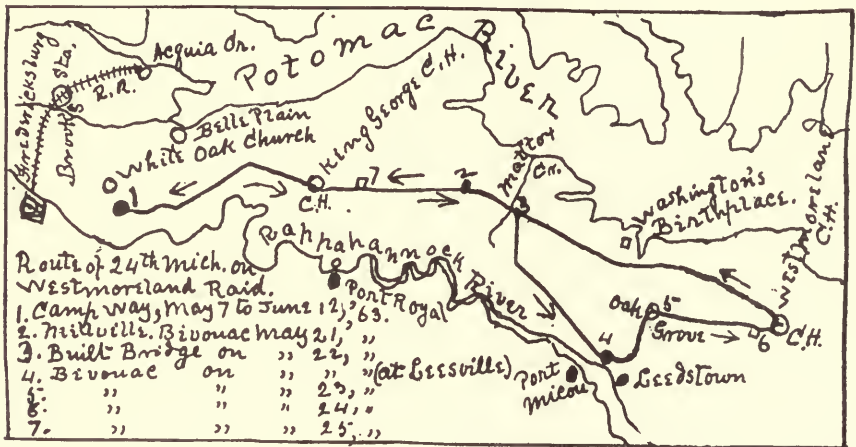 Fredericksburg
Brooks Sta.
R.R.
Acquia Cr.
Potomac River
Belle Plain
White Oak Church
King George C.H.
C.H.
1
7
2
Mattox Cr.
3
Washington's
Birthplace.
Westmoreland
C.H.
C.H.
Rappahannock River
Port Royal
Oak
5
Grove
6
4
Leedstown
Port
Micou
Route of 24th Mich. on
Westmoreland Raid.
1. Camp Way, May 7 to June 12, '63.
2. Millville. Bivouac May 21, "
3. Built Bridge on " 22, "
4. Bivouac on " " " (at Leesville)
5. " " " 23, "
6. " " " 24, "
7. " " " 25, "